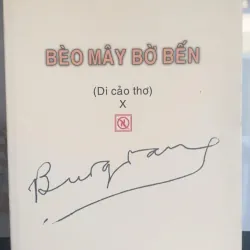 BÈO MÂY BỜ BẾN
(Di cảo thơ)
X